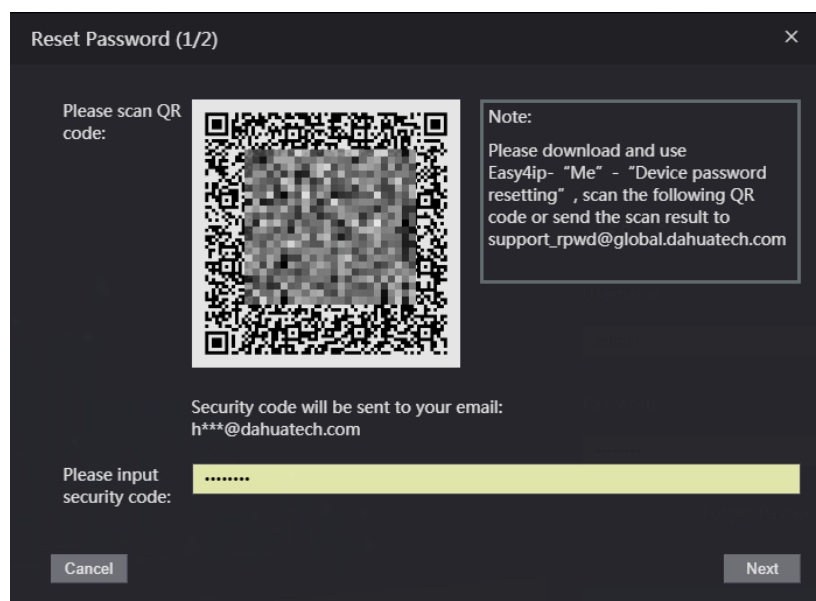 Reset Password (1/2)
×
Please scan QR
code:
Note:
Please download and use
Easy4ip- “Me” - “Device password
resetting” , scan the following QR
code or send the scan result to
support_rpwd@global.dahuatech.com
Security code will be sent to your email:
h***@dahuatech.com
Please input
security code:
••••••••
Cancel
Next